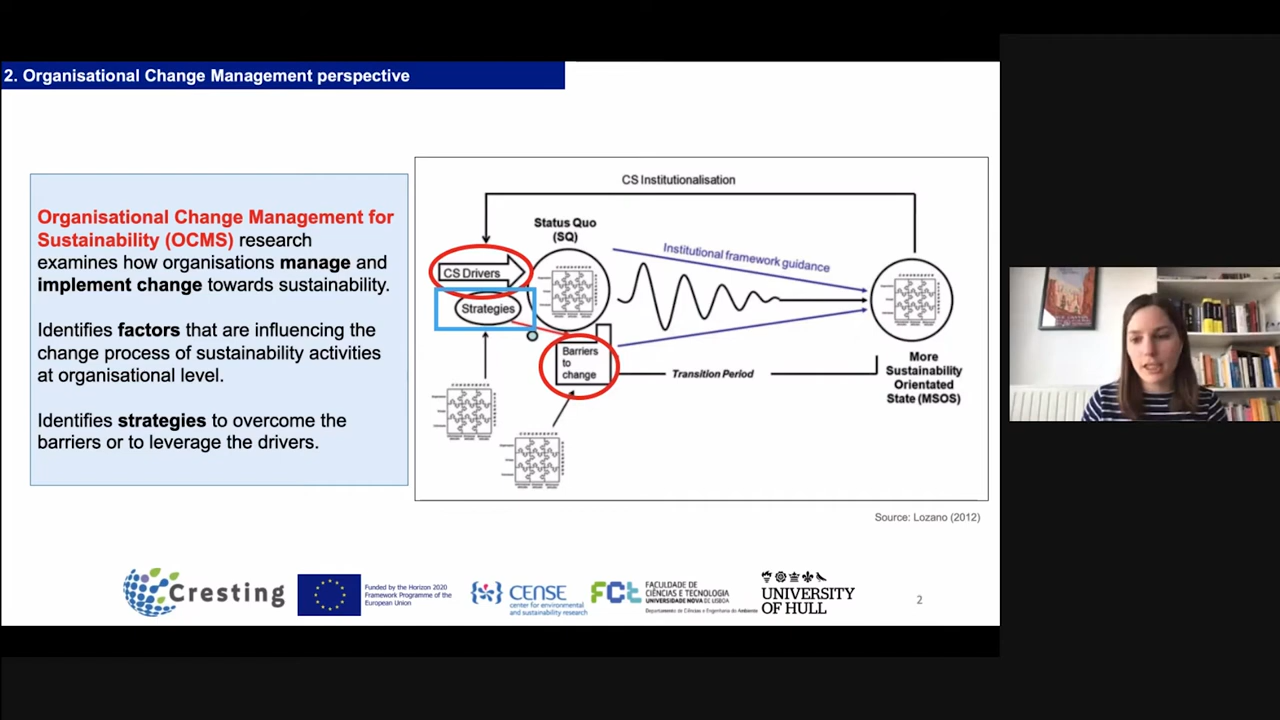 2. Organisational Change Management perspective
Organisational Change Management for
Sustainability (OCMS) research
examines how organisations manage and
implement change towards sustainability.
Identifies factors that are influencing the
change process of sustainability activities
at organisational level.
Identifies strategies to overcome the
barriers or to leverage the drivers.
CS Institutionalisation
Status Quo
(SQ)
Institutional framework guidance
CS Drivers
Strategies
Barriers
to
change
Transition Period
More
Sustainability
Orientated
State (MSOS)
Source: Lozano (2012)
Cresting
Funded by the Horizon 2020
Framework Programme of the
European Union
CENSE
center for environmental
and sustainability research
FCT
FACULDADE DE
CIÊNCIAS E TECNOLOGIA
UNIVERSIDADE NOVA DE LISBOA
Departamento de Ciências e Engenharia do Ambiente
UNIVERSITY
OF HULL
2